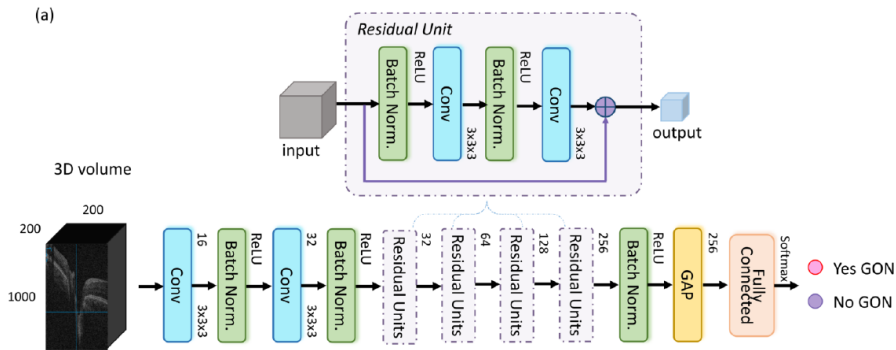 (a)
Residual Unit
Batch Norm.
ReLU
Conv
3x3x3
Batch Norm.
ReLU
Conv
3x3x3
input
output
3D volume
200
200
1000
Conv
16
3x3x3
Batch Norm.
ReLU
Conv
32
3x3x3
Batch Norm.
ReLU
Residual Units
32
Residual Units
64
Residual Units
128
Residual Units
256
Batch Norm.
ReLU
GAP
256
Fully
Connected
Softmax
Yes GON
No GON